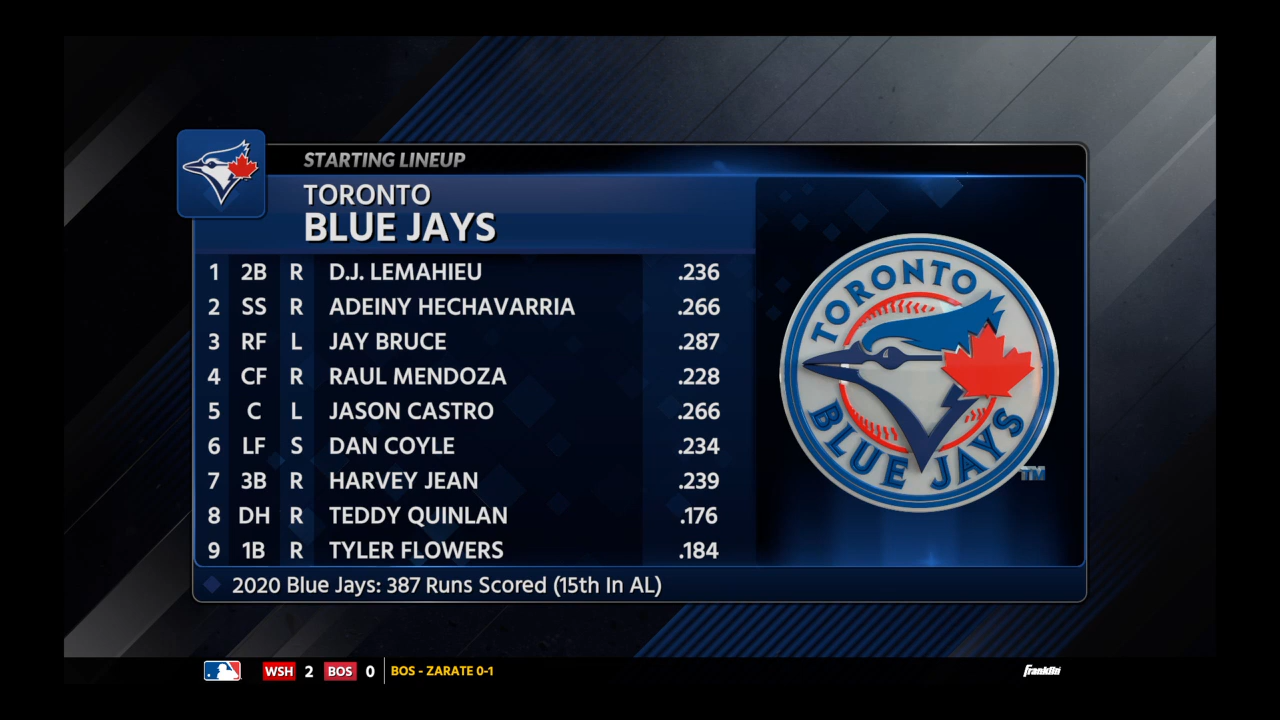 STARTING LINEUP
TORONTO
BLUE JAYS
1 2B R D.J. LEMAHIEU .236
2 SS R ADEINY HECHAVARRIA .266
3 RF L JAY BRUCE .287
4 CF R RAUL MENDOZA .228
5 C L JASON CASTRO .266
6 LF S DAN COYLE .234
7 3B R HARVEY JEAN .239
8 DH R TEDDY QUINLAN .176
9 1B R TYLER FLOWERS .184
TORONTO
BLUE JAYS
TM
2020 Blue Jays: 387 Runs Scored (15th In AL)
WSH 2 BOS 0 BOS - ZARATE 0-1
Franklin